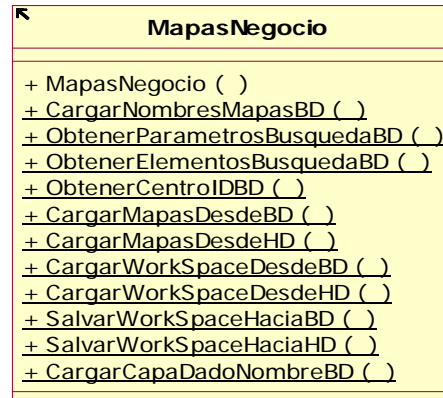 MapasNegocio
+ MapasNegocio ( )
+ CargarNombresMapasBD ( )
+ ObtenerParametrosBusquedaBD ( )
+ ObtenerElementosBusquedaBD ( )
+ ObtenerCentroIDBD ( )
+ CargarMapasDesdeBD ( )
+ CargarMapasDesdeHD ( )
+ CargarWorkSpaceDesdeBD ( )
+ CargarWorkSpaceDesdeHD ( )
+ SalvarWorkSpaceHaciaBD ( )
+ SalvarWorkSpaceHaciaHD ( )
+ CargarCapaDadoNombreBD ( )